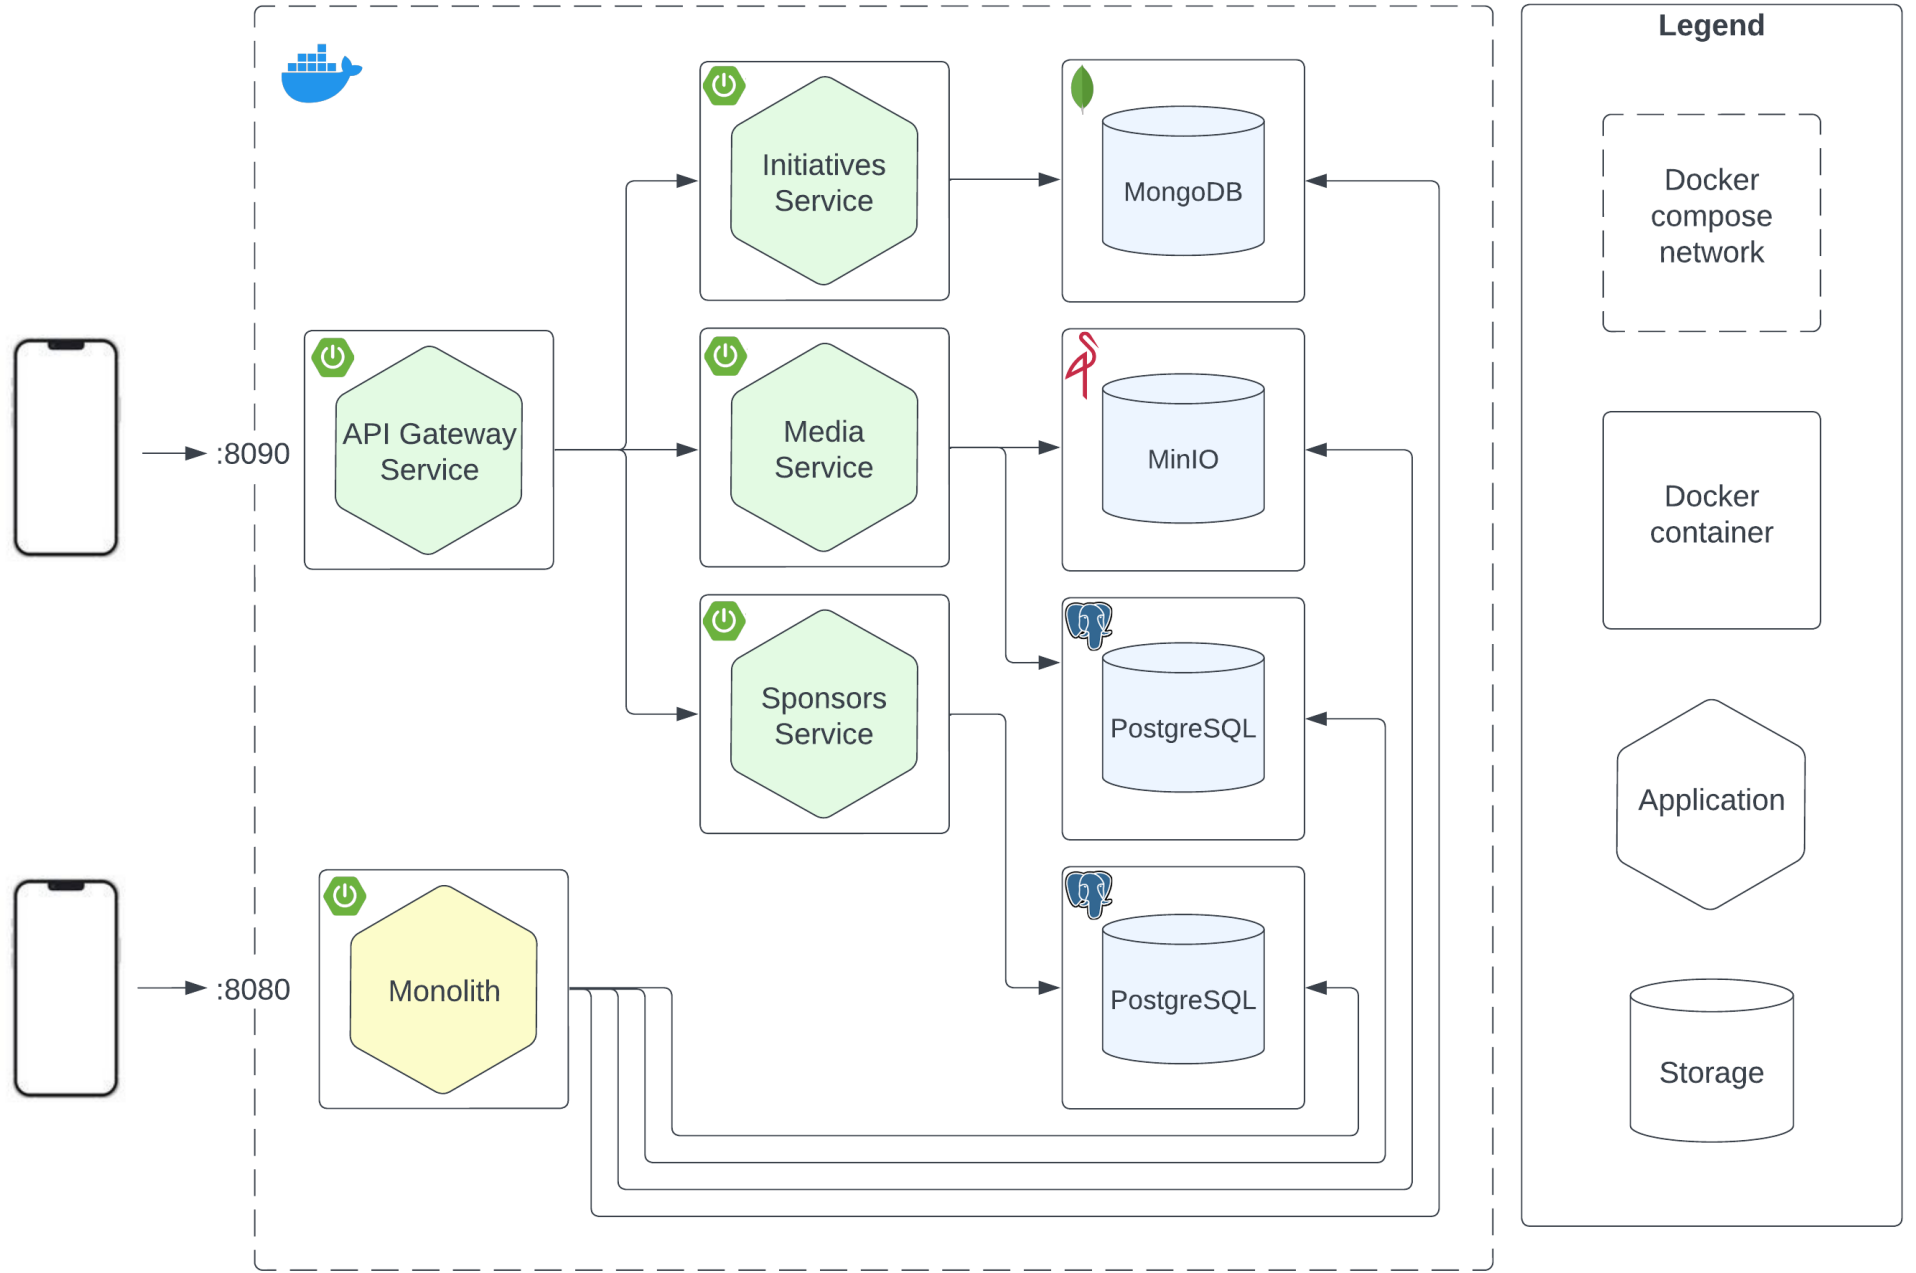 Legend
Initiatives
Service
MongoDB
Docker
compose
network
:8090
API Gateway
Service
Media
Service
MinIO
Docker
container
Sponsors
Service
PostgreSQL
Application
:8080
Monolith
PostgreSQL
Storage